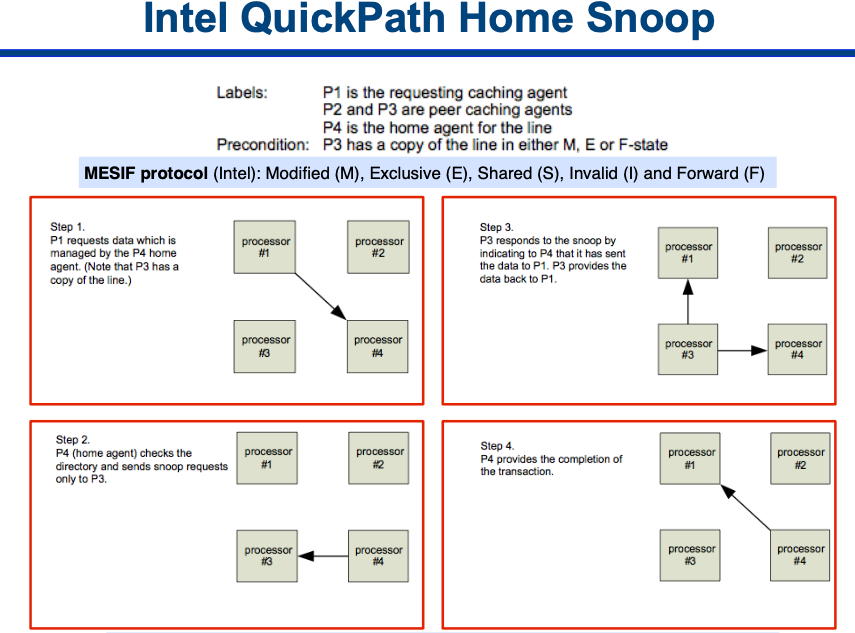 Intel QuickPath Home Snoop
Labels: P1 is the requesting caching agent
P2 and P3 are peer caching agents
P4 is the home agent for the line
Precondition: P3 has a copy of the line in either M, E or F-state
MESIF protocol (Intel): Modified (M), Exclusive (E), Shared (S), Invalid (I) and Forward (F)
Step 1.
P1 requests data which is
managed by the P4 home
agent. (Note that P3 has a
copy of the line.)
processor
#1
processor
#2
processor
#3
processor
#4
Step 2.
P4 (home agent) checks the
directory and sends snoop requests
only to P3.
processor
#1
processor
#2
processor
#3
processor
#4
Step 3.
P3 responds to the snoop by
indicating to P4 that it has sent
the data to P1. P3 provides the
data back to P1.
processor
#1
processor
#2
processor
#3
processor
#4
Step 4.
P4 provides the completion of
the transaction.
processor
#1
processor
#2
processor
#3
processor
#4